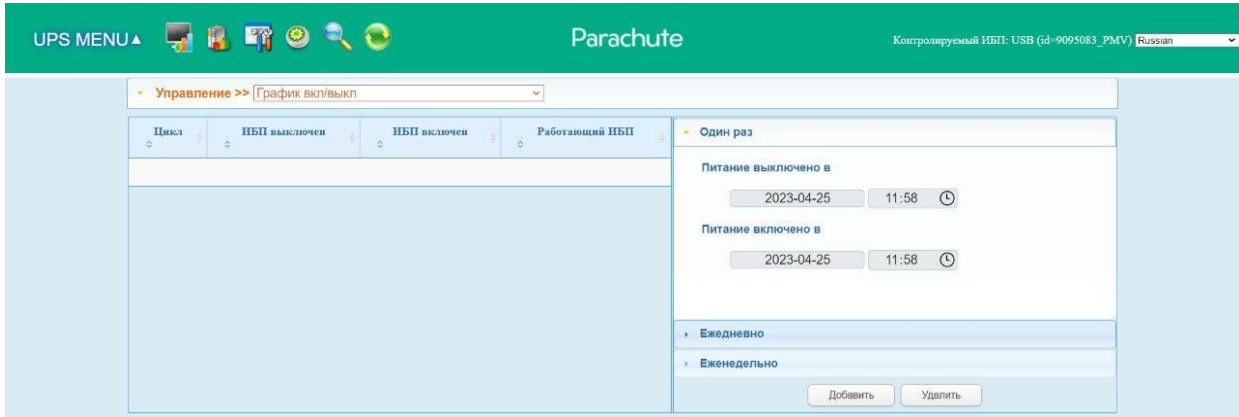 UPS MENU▲
Parachute
Контролируемый ИБП: USB (id=9095083_PMV) Russian
Управление >> График вкл/выкл
Цикл ИБП выключен ИБП включен Работающий ИБП
Один раз
Питание выключено в
2023-04-25 11:58
Питание включено в
2023-04-25 11:58
Ежедневно
Еженедельно
Добавить Удалить